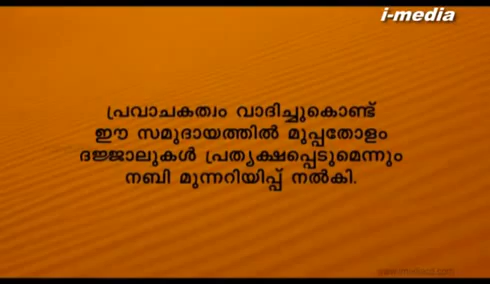 i-media
പ്രവാചകത്വം വാദിച്ചുകൊണ്ട്
ഈ സമുദായത്തിൽ മുപ്പതോളം
ദജ്ജാലുകൾ പ്രത്യക്ഷപ്പെടുമെന്നും
നബി മുന്നറിയിപ്പ് നൽകി.